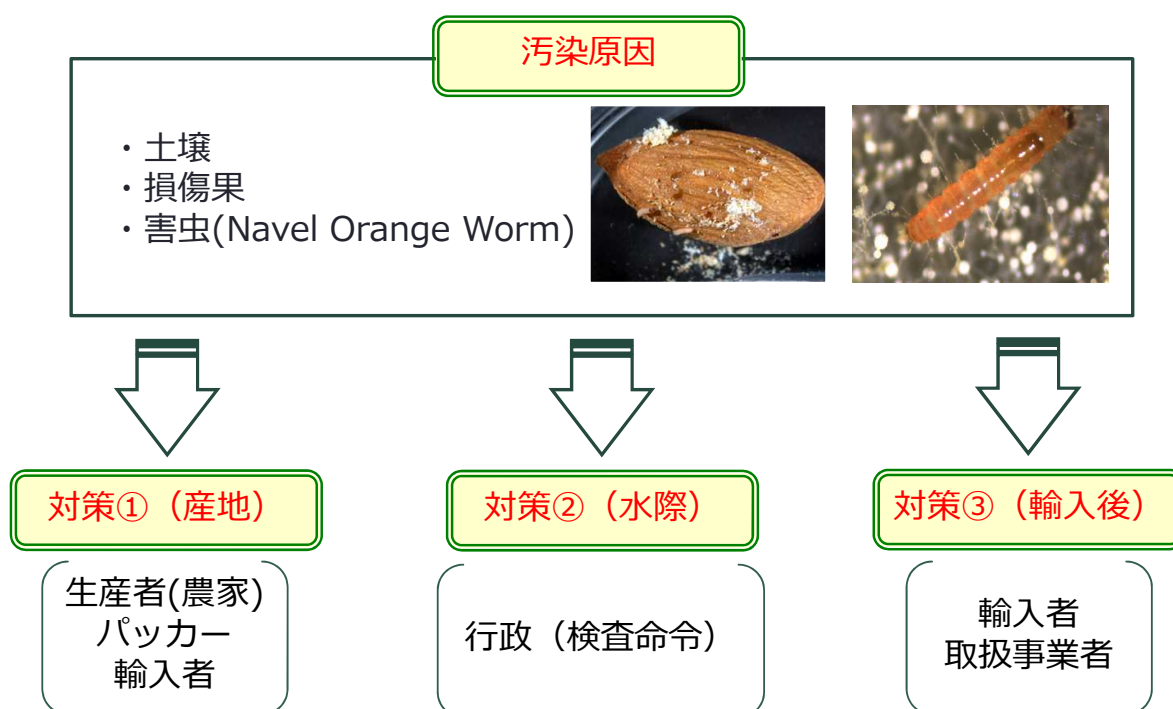 汚染原因
・土壌
・損傷果
・害虫(Navel Orange Worm)
対策①（産地）
対策②（水際）
対策③（輸入後）
生産者(農家)
パッカー
輸入者
行政（検査命令）
輸入者
取扱事業者